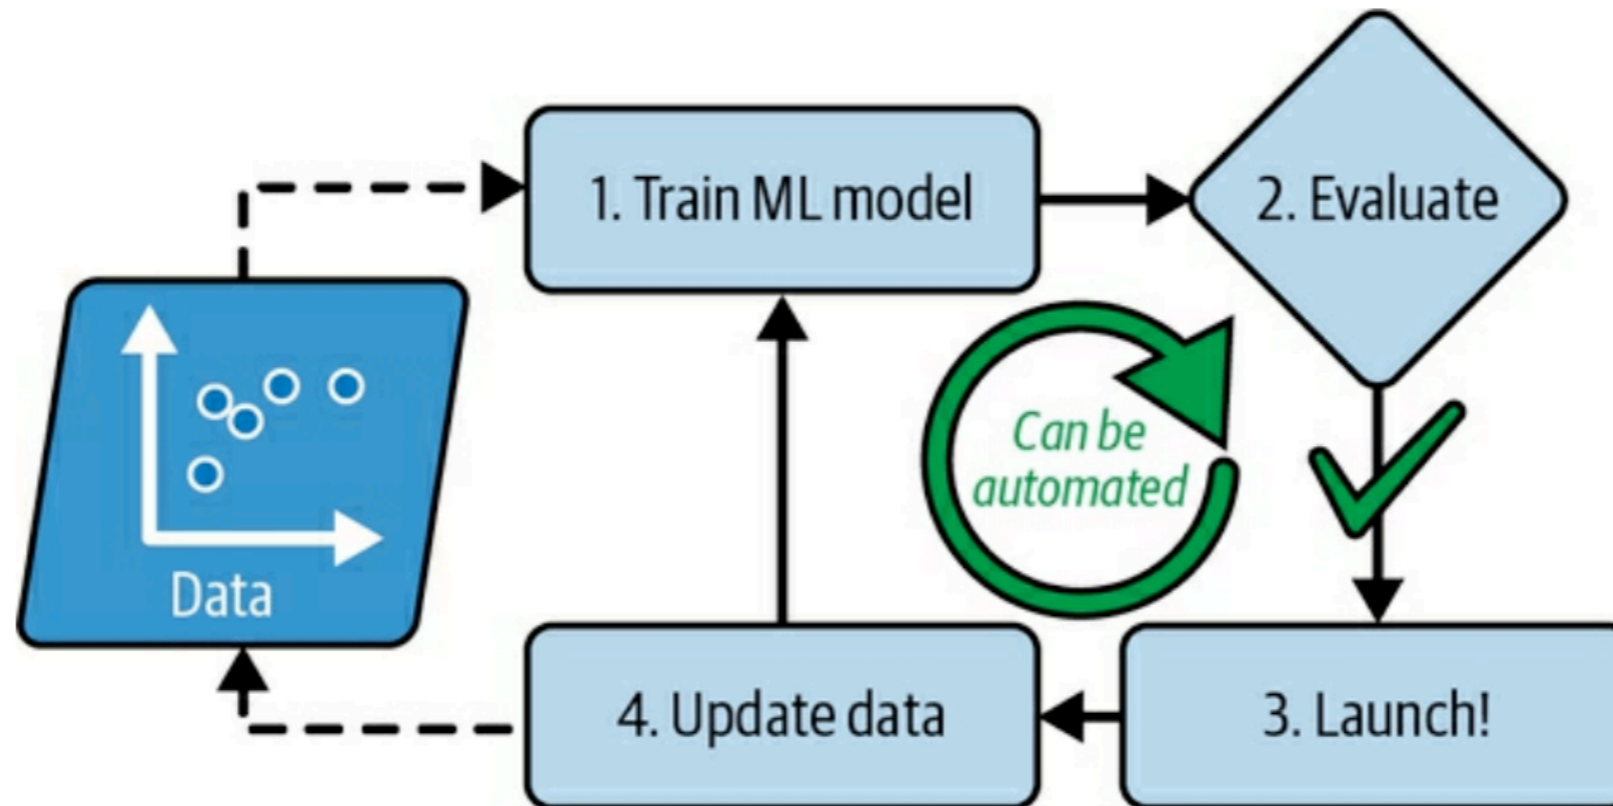 1. Train ML model
2. Evaluate
Can be
automated
Data
4. Update data
3. Launch!